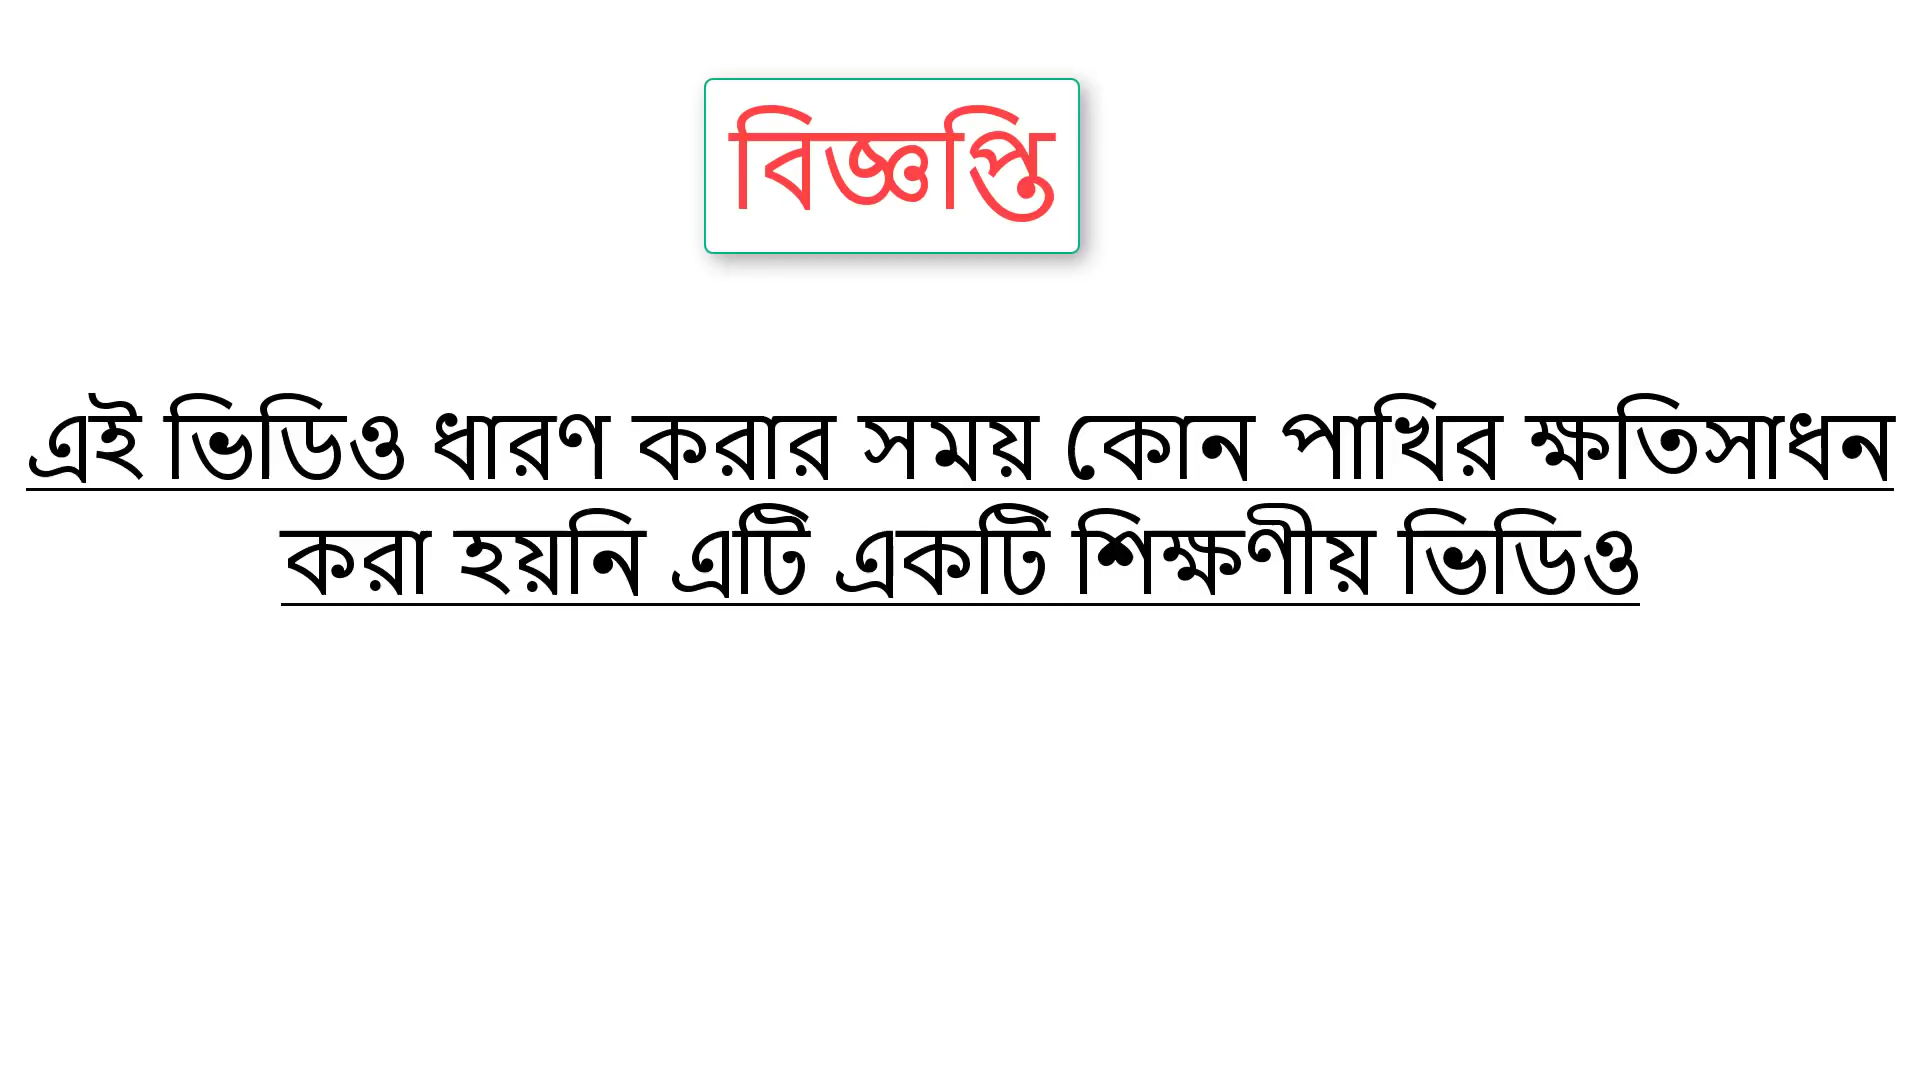 বিজ্ঞপ্তি
এই ভিডিও ধারণ করার সময় কোন পাখির ক্ষতিসাধন
করা হয়নি এটি একটি শিক্ষণীয় ভিডিও